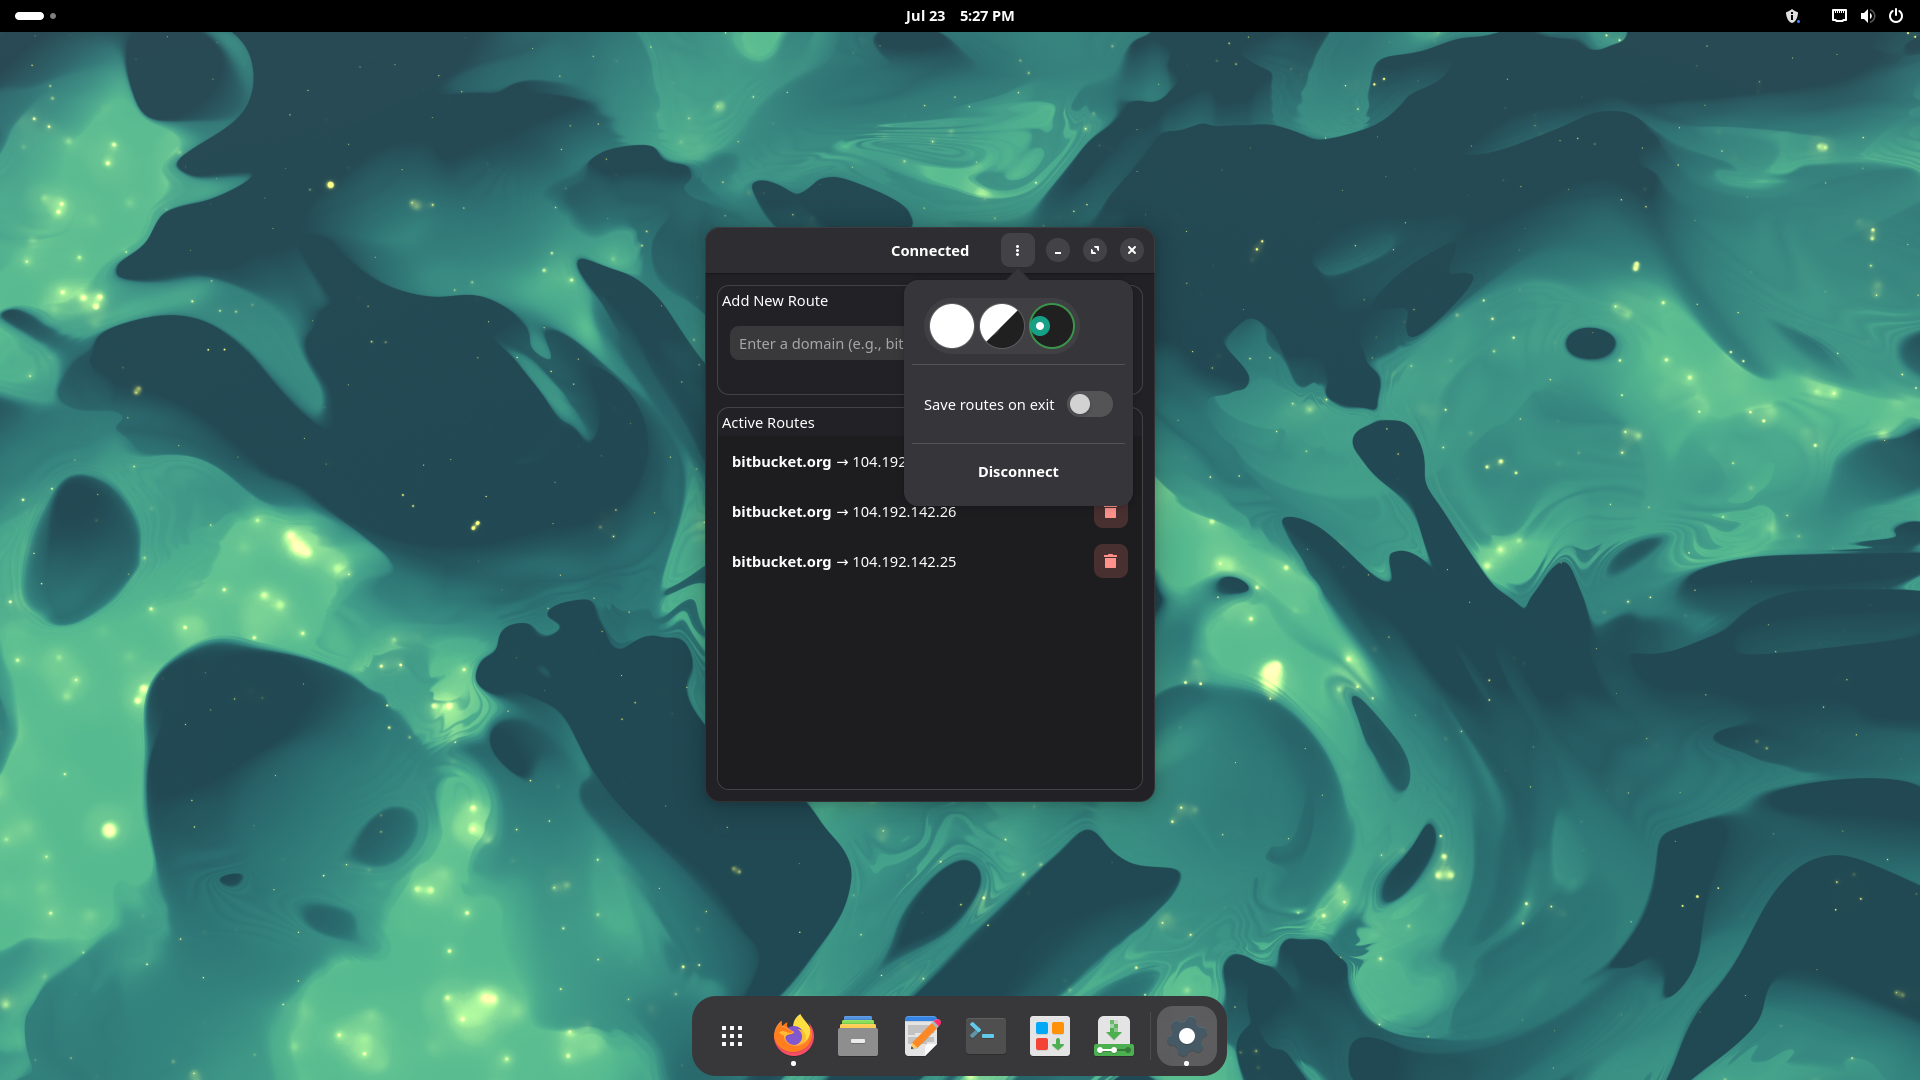 Jul 23 5:27 PM
Connected
Add New Route
Enter a domain (e.g., bit
Save routes on exit
Active Routes
bitbucket.org → 104.192
Disconnect
bitbucket.org → 104.192.142.26
bitbucket.org → 104.192.142.25